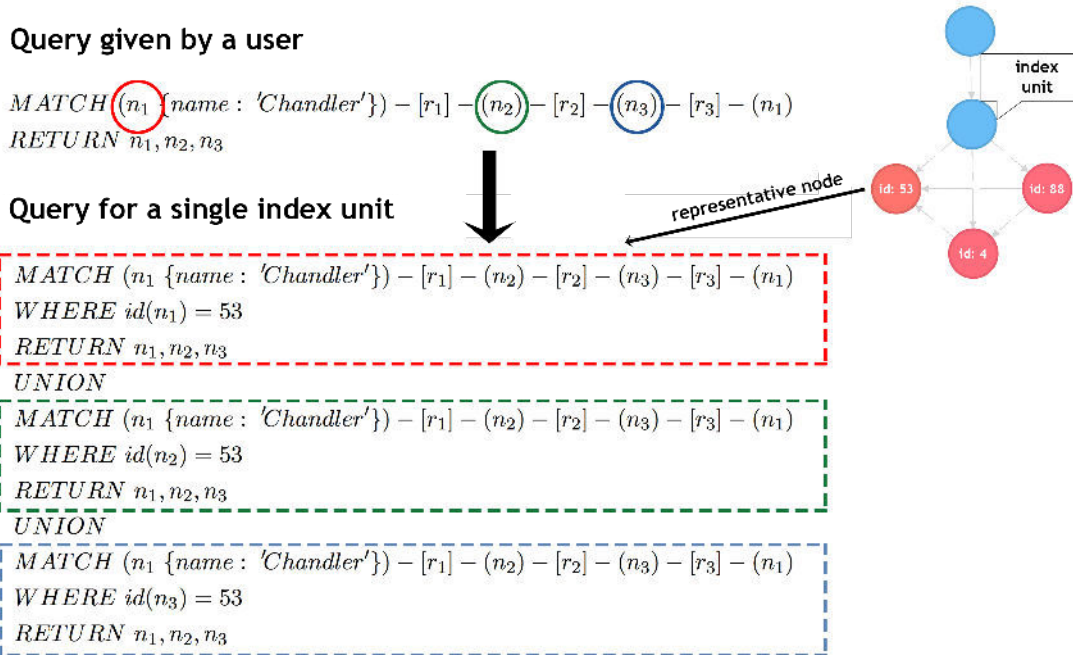 Query given by a user
MATCH (n₁ {name : 'Chandler'}) − [r₁] − (n₂) − [r₂] − (n₃) − [r₃] − (n₁)
RETURN n₁, n₂, n₃
index
unit
id: 53
id: 88
id: 4
representative node
Query for a single index unit
MATCH (n₁ {name : 'Chandler'}) − [r₁] − (n₂) − [r₂] − (n₃) − [r₃] − (n₁)
WHERE id(n₁) = 53
RETURN n₁, n₂, n₃
UNION
MATCH (n₁ {name : 'Chandler'}) − [r₁] − (n₂) − [r₂] − (n₃) − [r₃] − (n₁)
WHERE id(n₂) = 53
RETURN n₁, n₂, n₃
UNION
MATCH (n₁ {name : 'Chandler'}) − [r₁] − (n₂) − [r₂] − (n₃) − [r₃] − (n₁)
WHERE id(n₃) = 53
RETURN n₁, n₂, n₃